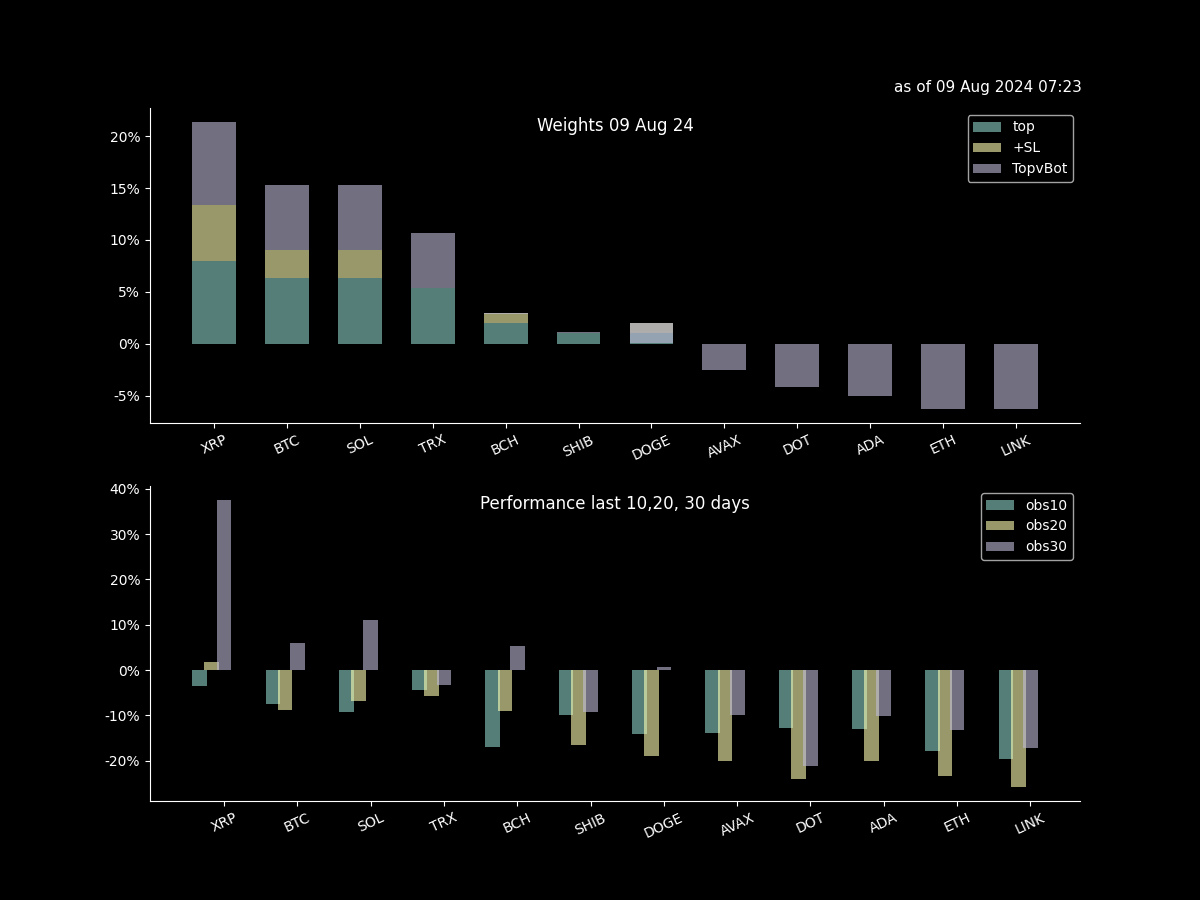 as of 09 Aug 2024 07:23
Weights 09 Aug 24
top
+SL
TopvBot
20%
15%
10%
5%
0%
-5%
XRP BTC SOL TRX BCH SHIB DOGE AVAX DOT ADA ETH LINK
Performance last 10,20, 30 days
obs10
obs20
obs30
40%
30%
20%
10%
0%
-10%
-20%
XRP BTC SOL TRX BCH SHIB DOGE AVAX DOT ADA ETH LINK